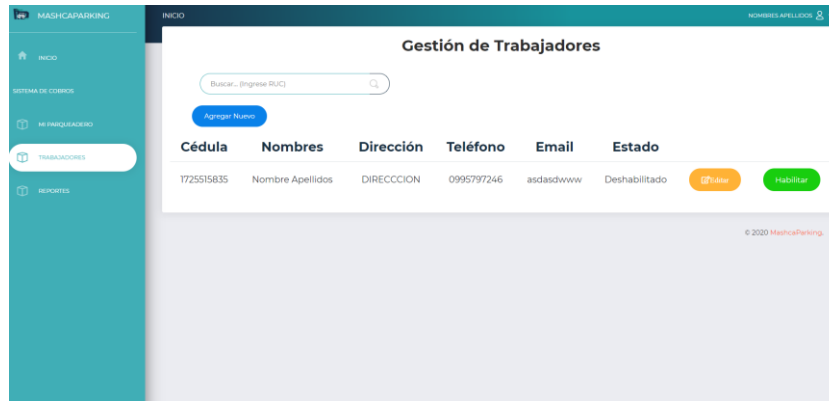 MASHCAPARKING
INICIO
NOMBRES APELLIDOS
INICIO
SISTEMA DE COBROS
MI PARQUEADERO
TRABAJADORES
REPORTES
Gestión de Trabajadores
Buscar... (Ingrese RUC)
Agregar Nuevo
Cédula Nombres Dirección Teléfono Email Estado
1725515835 Nombre Apellidos DIRECCCION 0995797246 asdasdwww Deshabilitado Editar Habilitar
© 2020 MashcaParking.